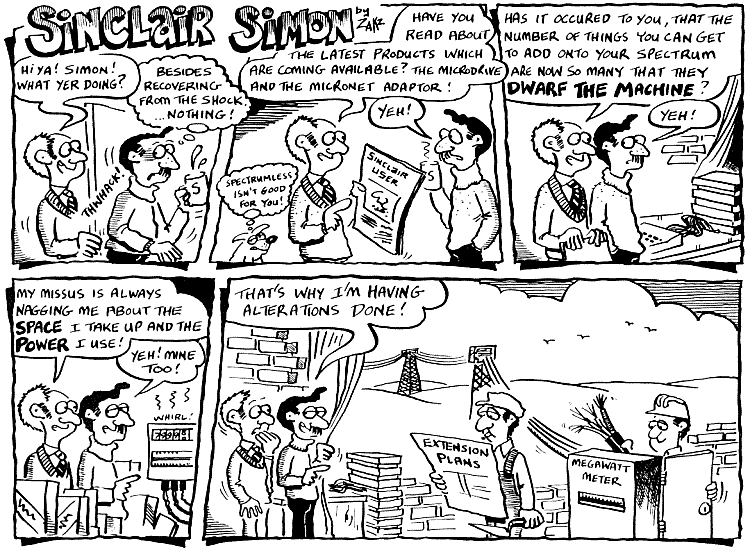 SINCLAIR SIMON
by
ZAKZ
HIYA! SIMON!
WHAT YER DOING?
BESIDES
RECOVERING
FROM THE SHOCK
...NOTHING!
THWHACK!
S
HAVE YOU
READ ABOUT
THE LATEST PRODUCTS WHICH
ARE COMING AVAILABLE? THE MICRODRIVE
AND THE MICRONET ADAPTOR!
YEH!
SPECTRUMLESS
ISN'T GOOD
FOR YOU!
SINCLAIR
USER
S
HAS IT OCCURED TO YOU, THAT THE
NUMBER OF THINGS YOU CAN GET
TO ADD ONTO YOUR SPECTRUM
ARE NOW SO MANY THAT THEY
DWARF THE MACHINE?
YEH!
MY MISSUS IS ALWAYS
NAGGING ME ABOUT THE
SPACE I TAKE UP AND THE
POWER I USE!
YEH! MINE
TOO!
WHIRL!
THAT'S WHY I'M HAVING
ALTERATIONS DONE!
EXTENSION
PLANS
MEGAWATT
METER